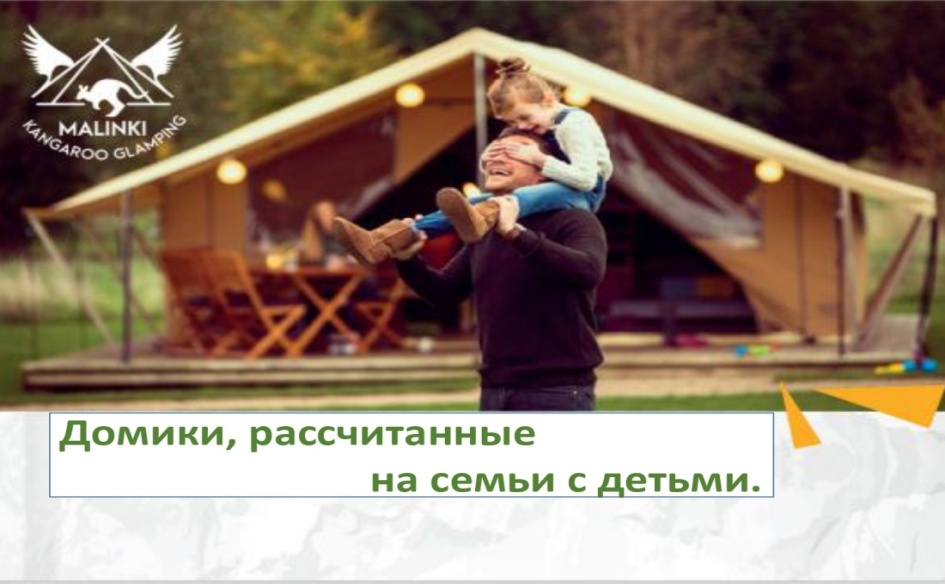 MALINKI
KANGAROO GLAMPING
Домики, рассчитанные
на семьи с детьми.